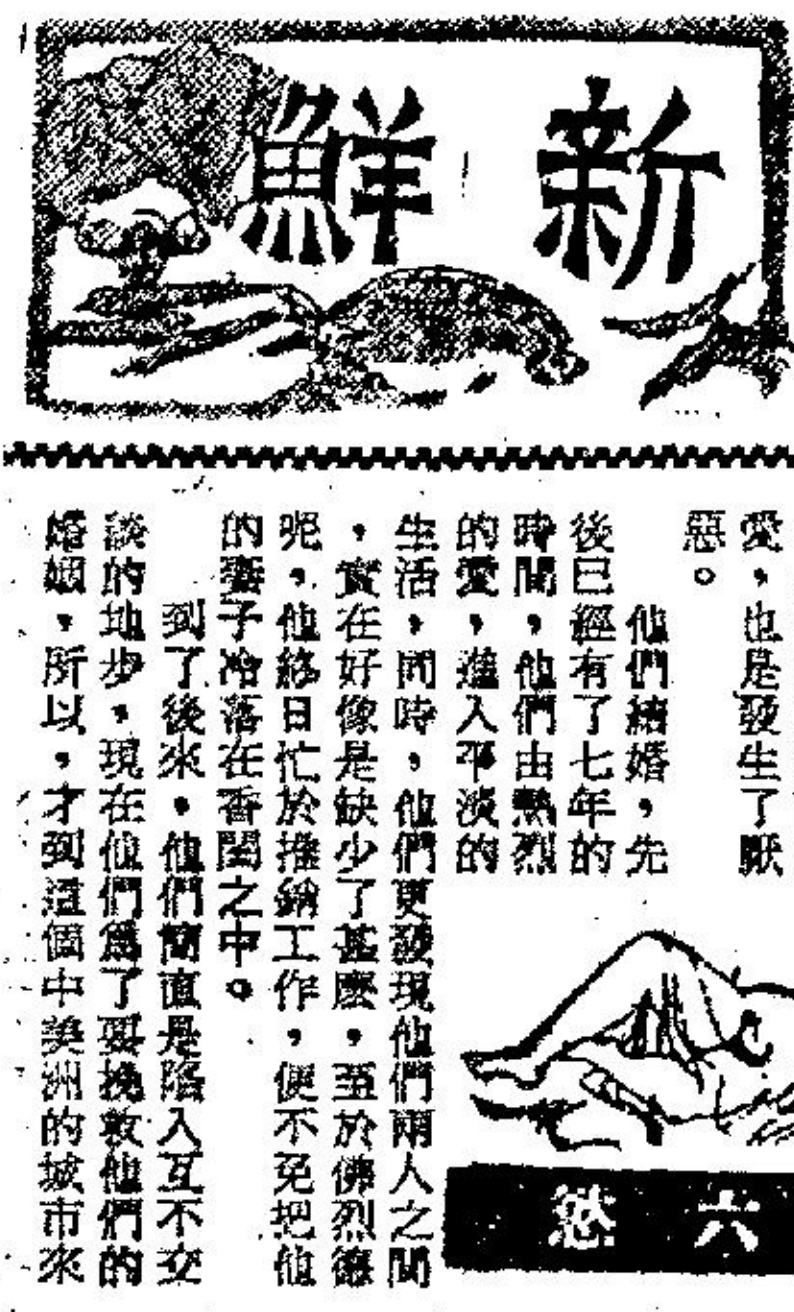 新鮮
愛,也是發生了厭
惡。
他們結婚,先
後已經有了七年的
時間,他們由熱烈
的愛,進入平淡的
生活,同時,他們更發現他們兩人之間
,實在好像是缺少了甚麼,至於佛烈德
呢,他終日忙於推銷工作,便不免把他
的妻子冷落在香閨之中。
到了後來,他們簡直是陷入互不交
談的地步,現在他們爲了要挽救他們的
婚姻,所以,才到這個中美洲的城市來
六慾